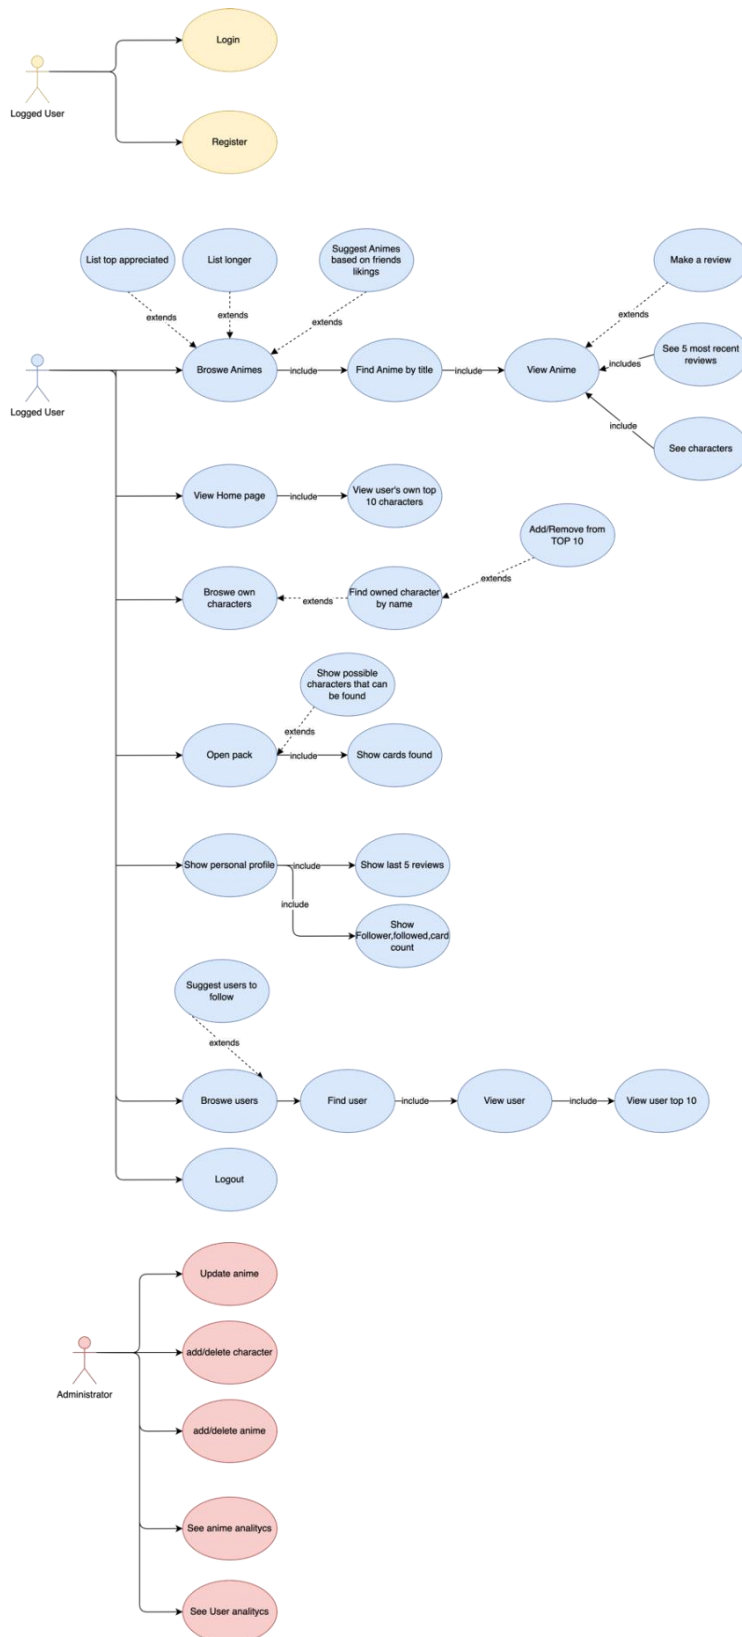 Login
Logged User
Register
List top appreciated
List longer
Suggest Animes
based on friends
likings
Make a review
extends
extends
extends
extends
See 5 most recent
reviews
Broswe Animes
include
Find Anime by title
include
View Anime
includes
Logged User
include
See characters
View Home page
include
View user's own top
10 characters
Add/Remove from
TOP 10
Broswe own
characters
extends
Find owned character
by name
extends
Show possible
characters that can
be found
extends
Open pack
include
Show cards found
Show personal profile
include
Show last 5 reviews
include
Show
Follower,followed,card
count
Suggest users to
follow
extends
Broswe users
Find user
include
View user
include
View user top 10
Logout
Update anime
add/delete character
Administrator
add/delete anime
See anime analitycs
See User analitycs